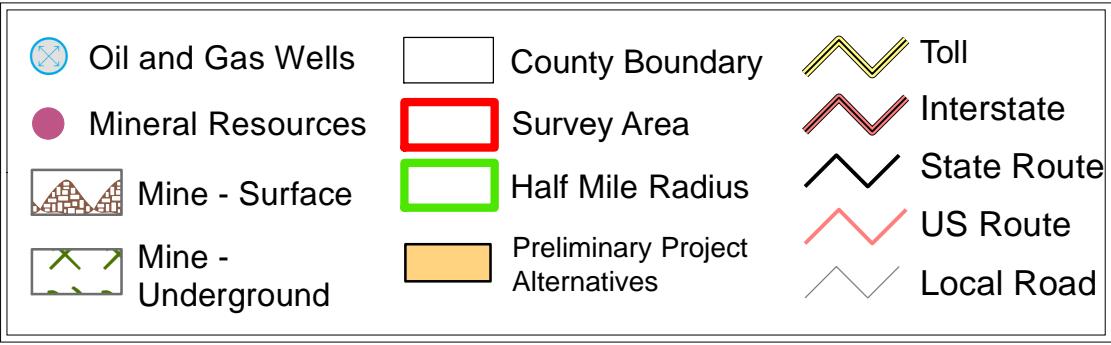 Oil and Gas Wells
Mineral Resources
Mine - Surface
Mine -
Underground
County Boundary
Survey Area
Half Mile Radius
Preliminary Project
Alternatives
Toll
Interstate
State Route
US Route
Local Road